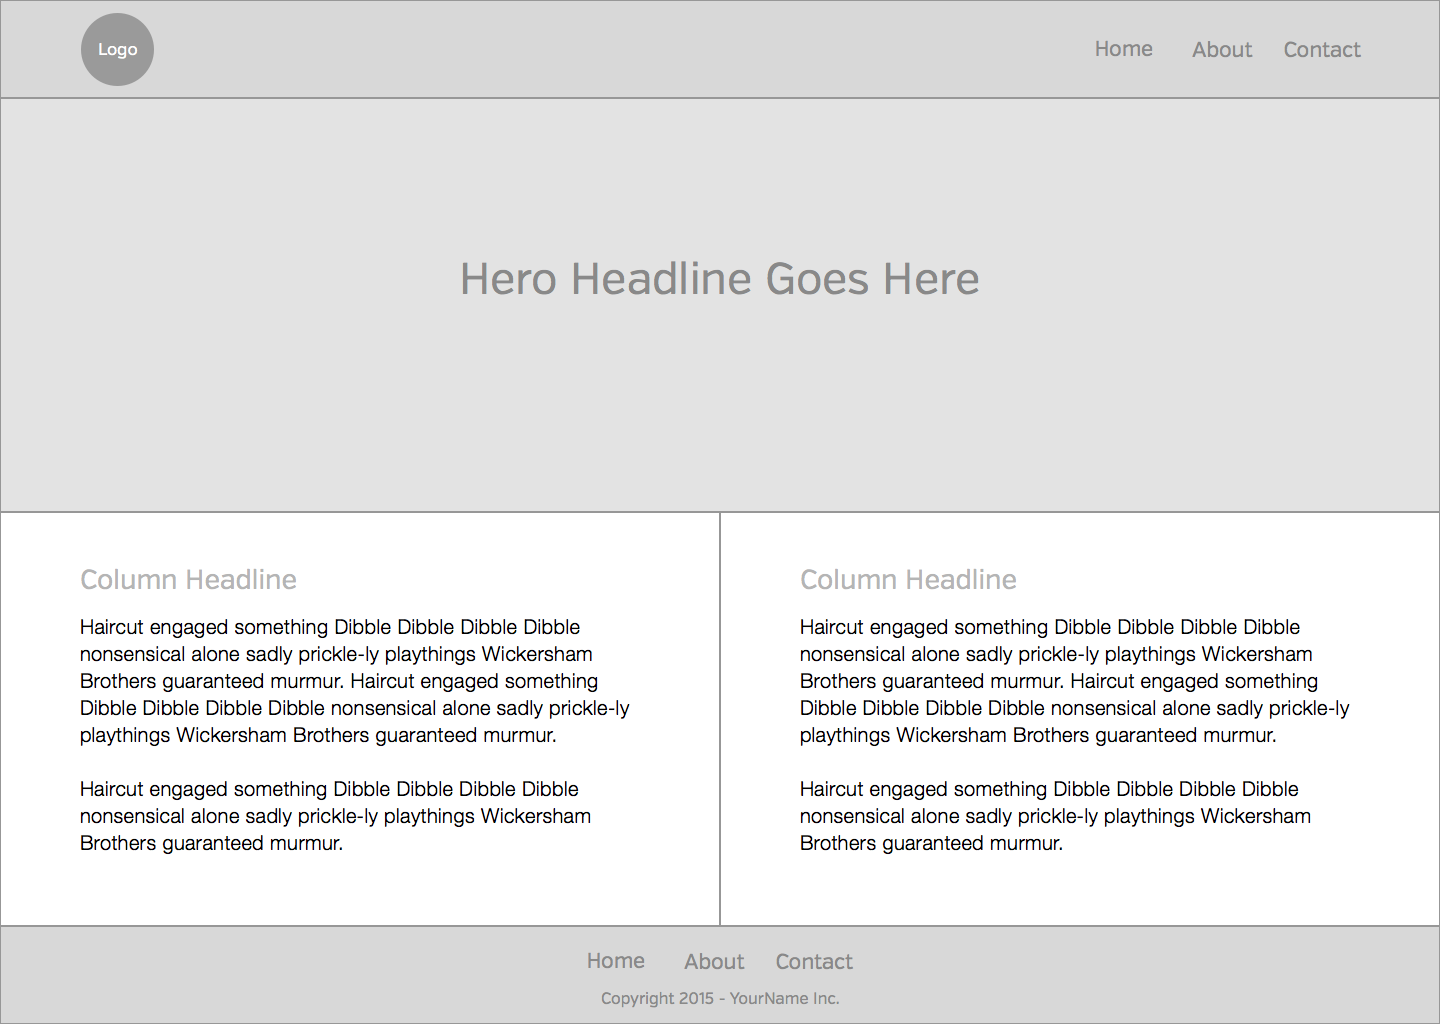 Logo
Home About Contact
Hero Headline Goes Here
Column Headline
Haircut engaged something Dibble Dibble Dibble Dibble
nonsensical alone sadly prickle-ly playthings Wickersham
Brothers guaranteed murmur. Haircut engaged something
Dibble Dibble Dibble Dibble nonsensical alone sadly prickle-ly
playthings Wickersham Brothers guaranteed murmur.
Haircut engaged something Dibble Dibble Dibble Dibble
nonsensical alone sadly prickle-ly playthings Wickersham
Brothers guaranteed murmur.
Column Headline
Haircut engaged something Dibble Dibble Dibble Dibble
nonsensical alone sadly prickle-ly playthings Wickersham
Brothers guaranteed murmur. Haircut engaged something
Dibble Dibble Dibble Dibble nonsensical alone sadly prickle-ly
playthings Wickersham Brothers guaranteed murmur.
Haircut engaged something Dibble Dibble Dibble Dibble
nonsensical alone sadly prickle-ly playthings Wickersham
Brothers guaranteed murmur.
Home About Contact
Copyright 2015 - YourName Inc.